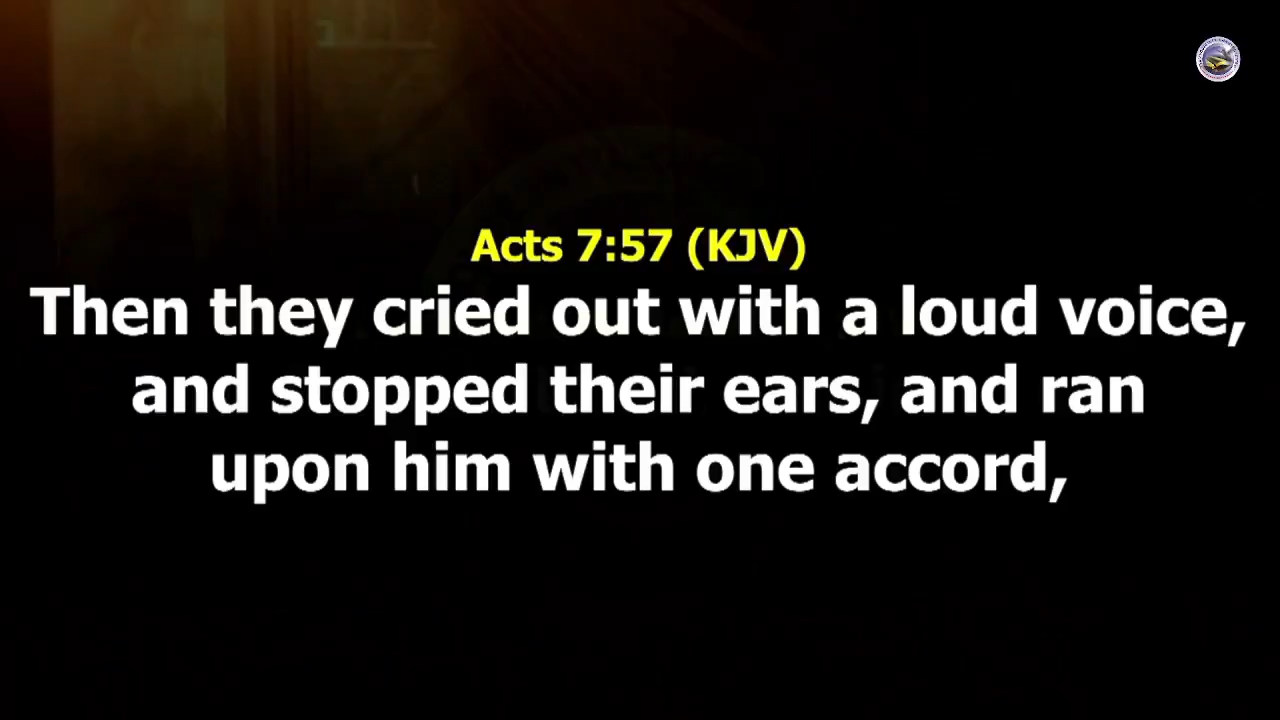 Acts 7:57 (KJV)
Then they cried out with a loud voice,
and stopped their ears, and ran
upon him with one accord,